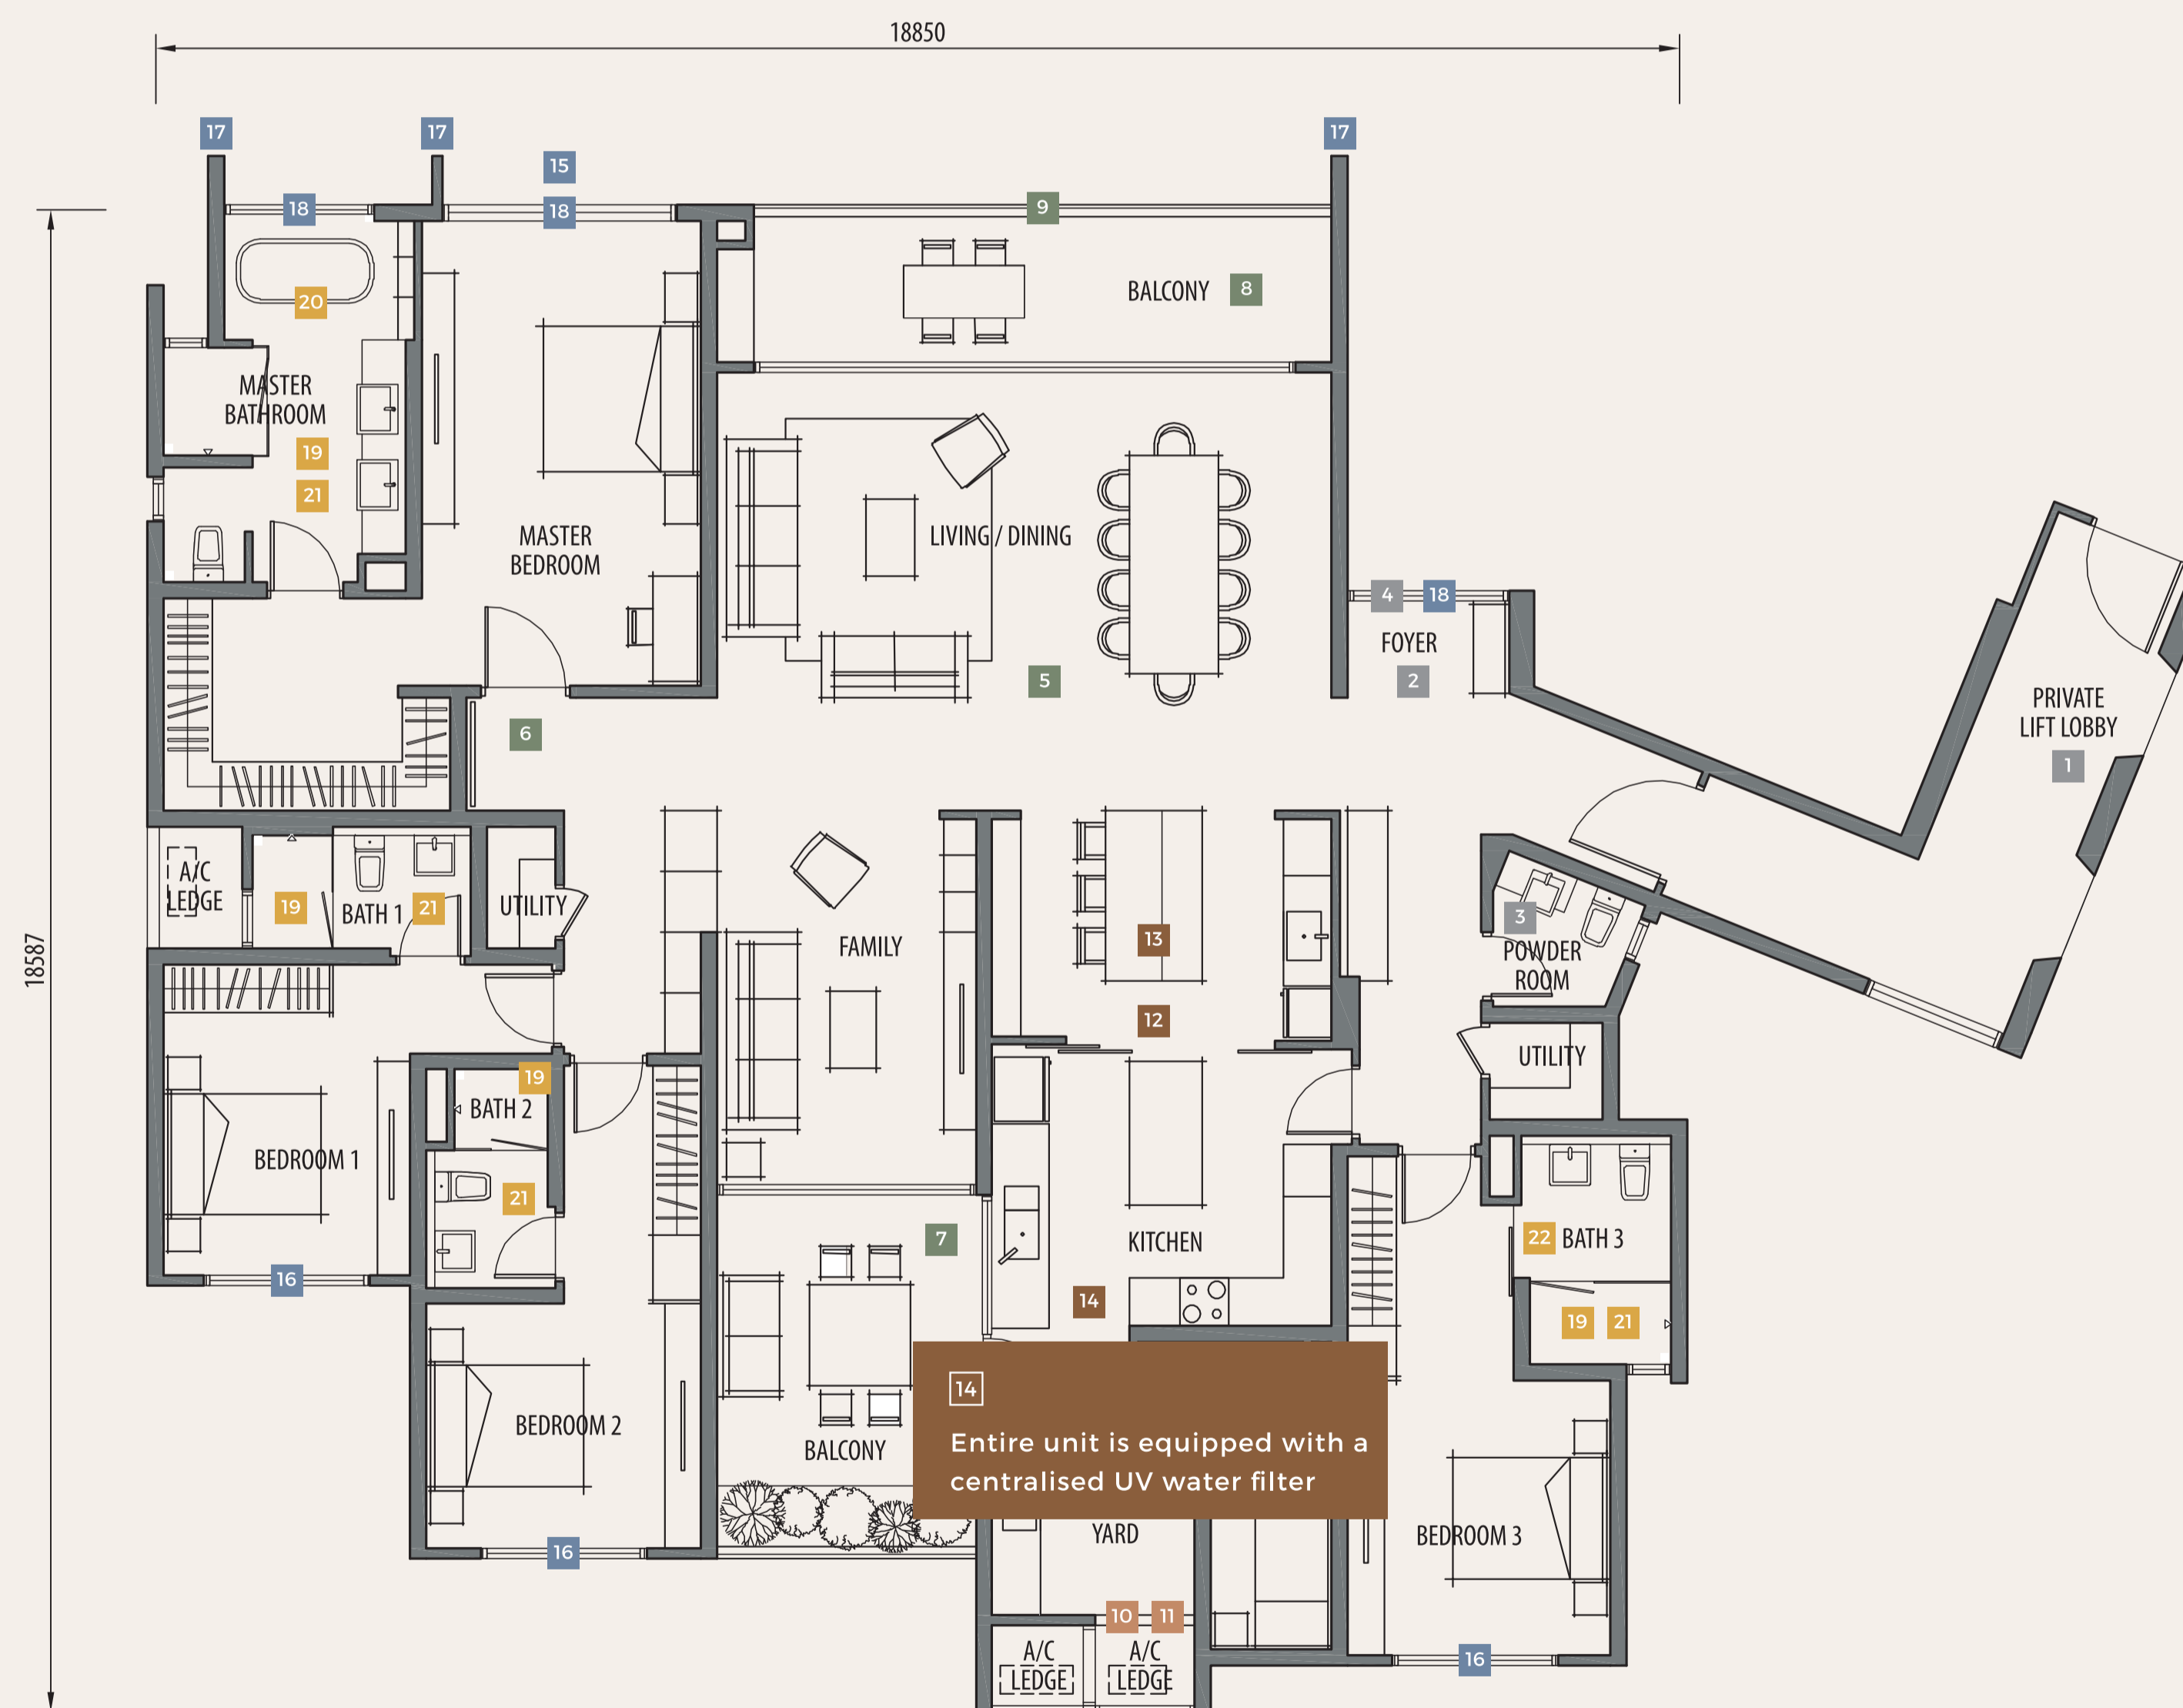 18850
17
17
17
15
18
18
9
BALCONY
8
20
MASTER
BATHROOM
19
21
MASTER
BEDROOM
LIVING / DINING
4
18
FOYER
2
5
6
PRIVATE
LIFT LOBBY
1
18587
A/C
LEDGE
19
BATH 1
21
UTILITY
FAMILY
13
12
3
POWDER
ROOM
UTILITY
19
BATH 2
21
BEDROOM 1
16
7
KITCHEN
14
22
BATH 3
19
21
BEDROOM 2
BALCONY
14
Entire unit is equipped with a
centralised UV water filter
YARD
BEDROOM 3
16
10
11
A/C
LEDGE
A/C
LEDGE
16